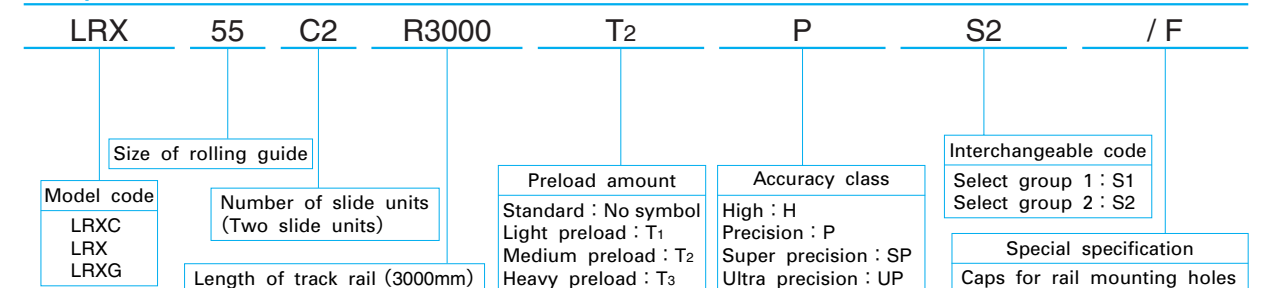 LRX 55 C2 R3000 T2 P S2 / F
Size of rolling guide
Model code
LRXC
LRX
LRXG
Number of slide units
(Two slide units)
Length of track rail (3000mm)
Preload amount
Standard : No symbol
Light preload : T1
Medium preload : T2
Heavy preload : T3
Accuracy class
High : H
Precision : P
Super precision : SP
Ultra precision : UP
Interchangeable code
Select group 1 : S1
Select group 2 : S2
Special specification
Caps for rail mounting holes